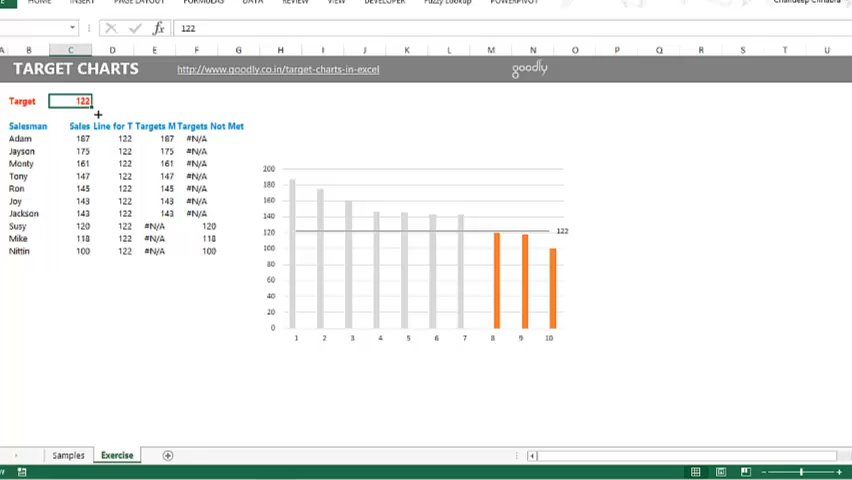 HOME INSERT PAGE LAYOUT FORMULAS DATA REVIEW VIEW DEVELOPER Fuzzy Lookup POWERPIVOT Chandeep Chhabra
fx 122
A B C D E F G H I J K L M N O P Q R S T U
TARGET CHARTS http://www.goodly.co.in/target-charts-in-excel goodly
Target 122
Salesman Sales Line for T Targets M Targets Not Met
Adam 187 122 187 #N/A
Jayson 175 122 175 #N/A
Monty 161 122 161 #N/A
Tony 147 122 147 #N/A
Ron 145 122 145 #N/A
Joy 143 122 143 #N/A
Jackson 143 122 143 #N/A
Susy 120 122 #N/A 120
Mike 118 122 #N/A 118
Nittin 100 122 #N/A 100
200
180
160
140
122
120
100
80
60
40
20
0
1 2 3 4 5 6 7 8 9 10
Samples Exercise